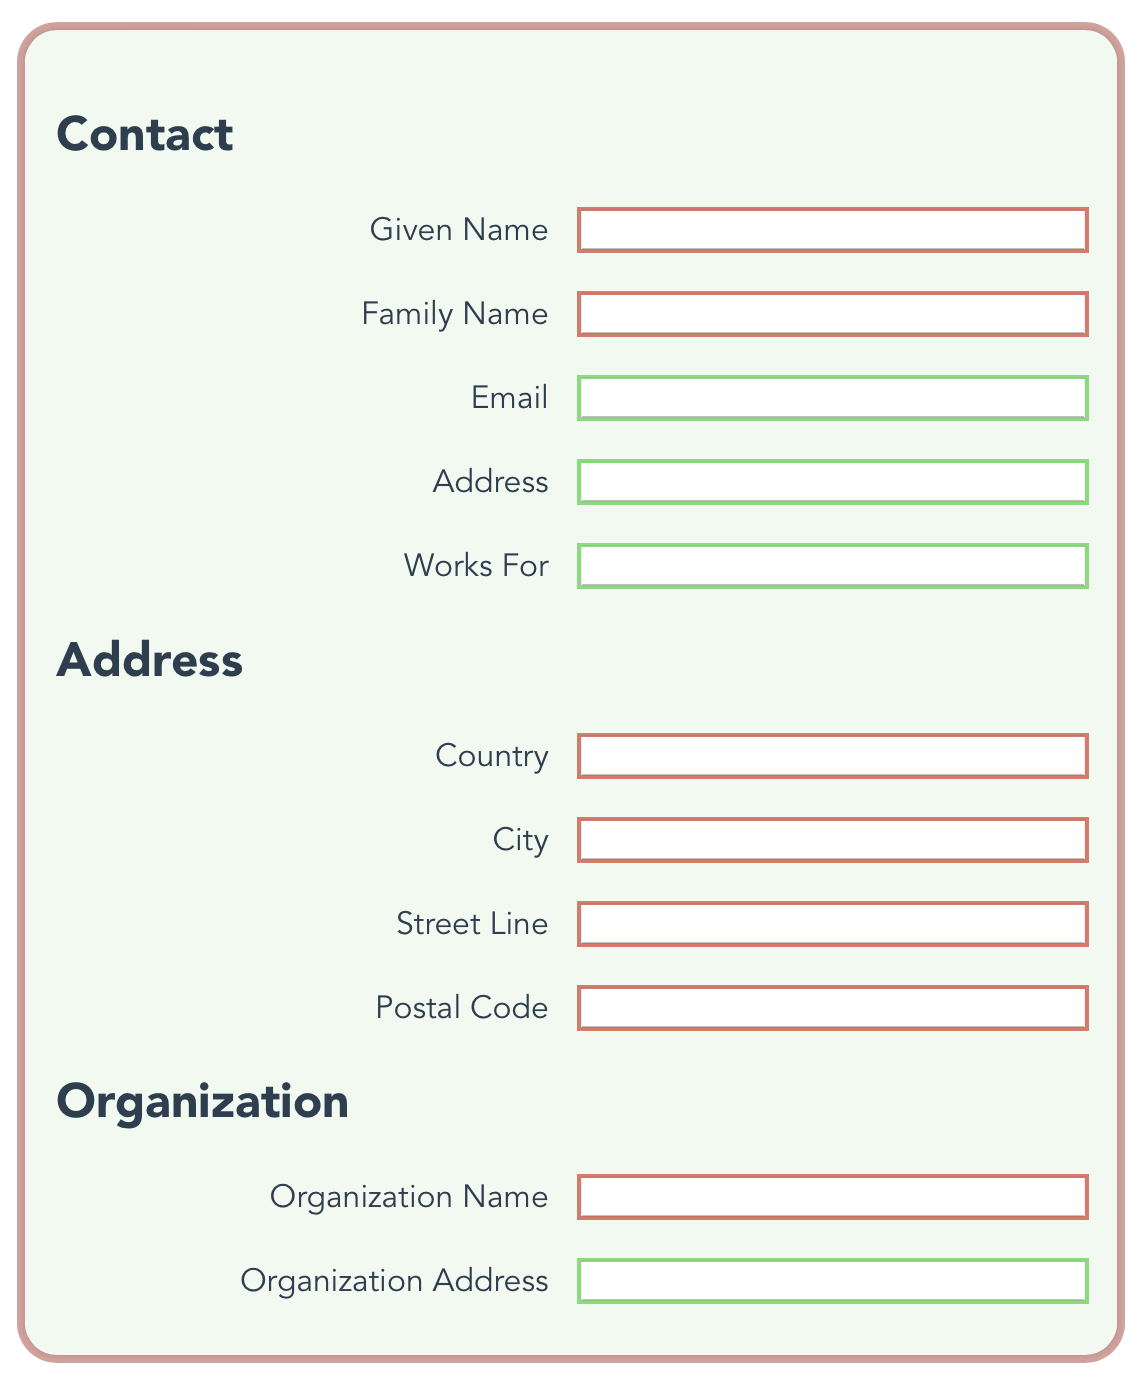 Contact
Given Name
Family Name
Email
Address
Works For
Address
Country
City
Street Line
Postal Code
Organization
Organization Name
Organization Address